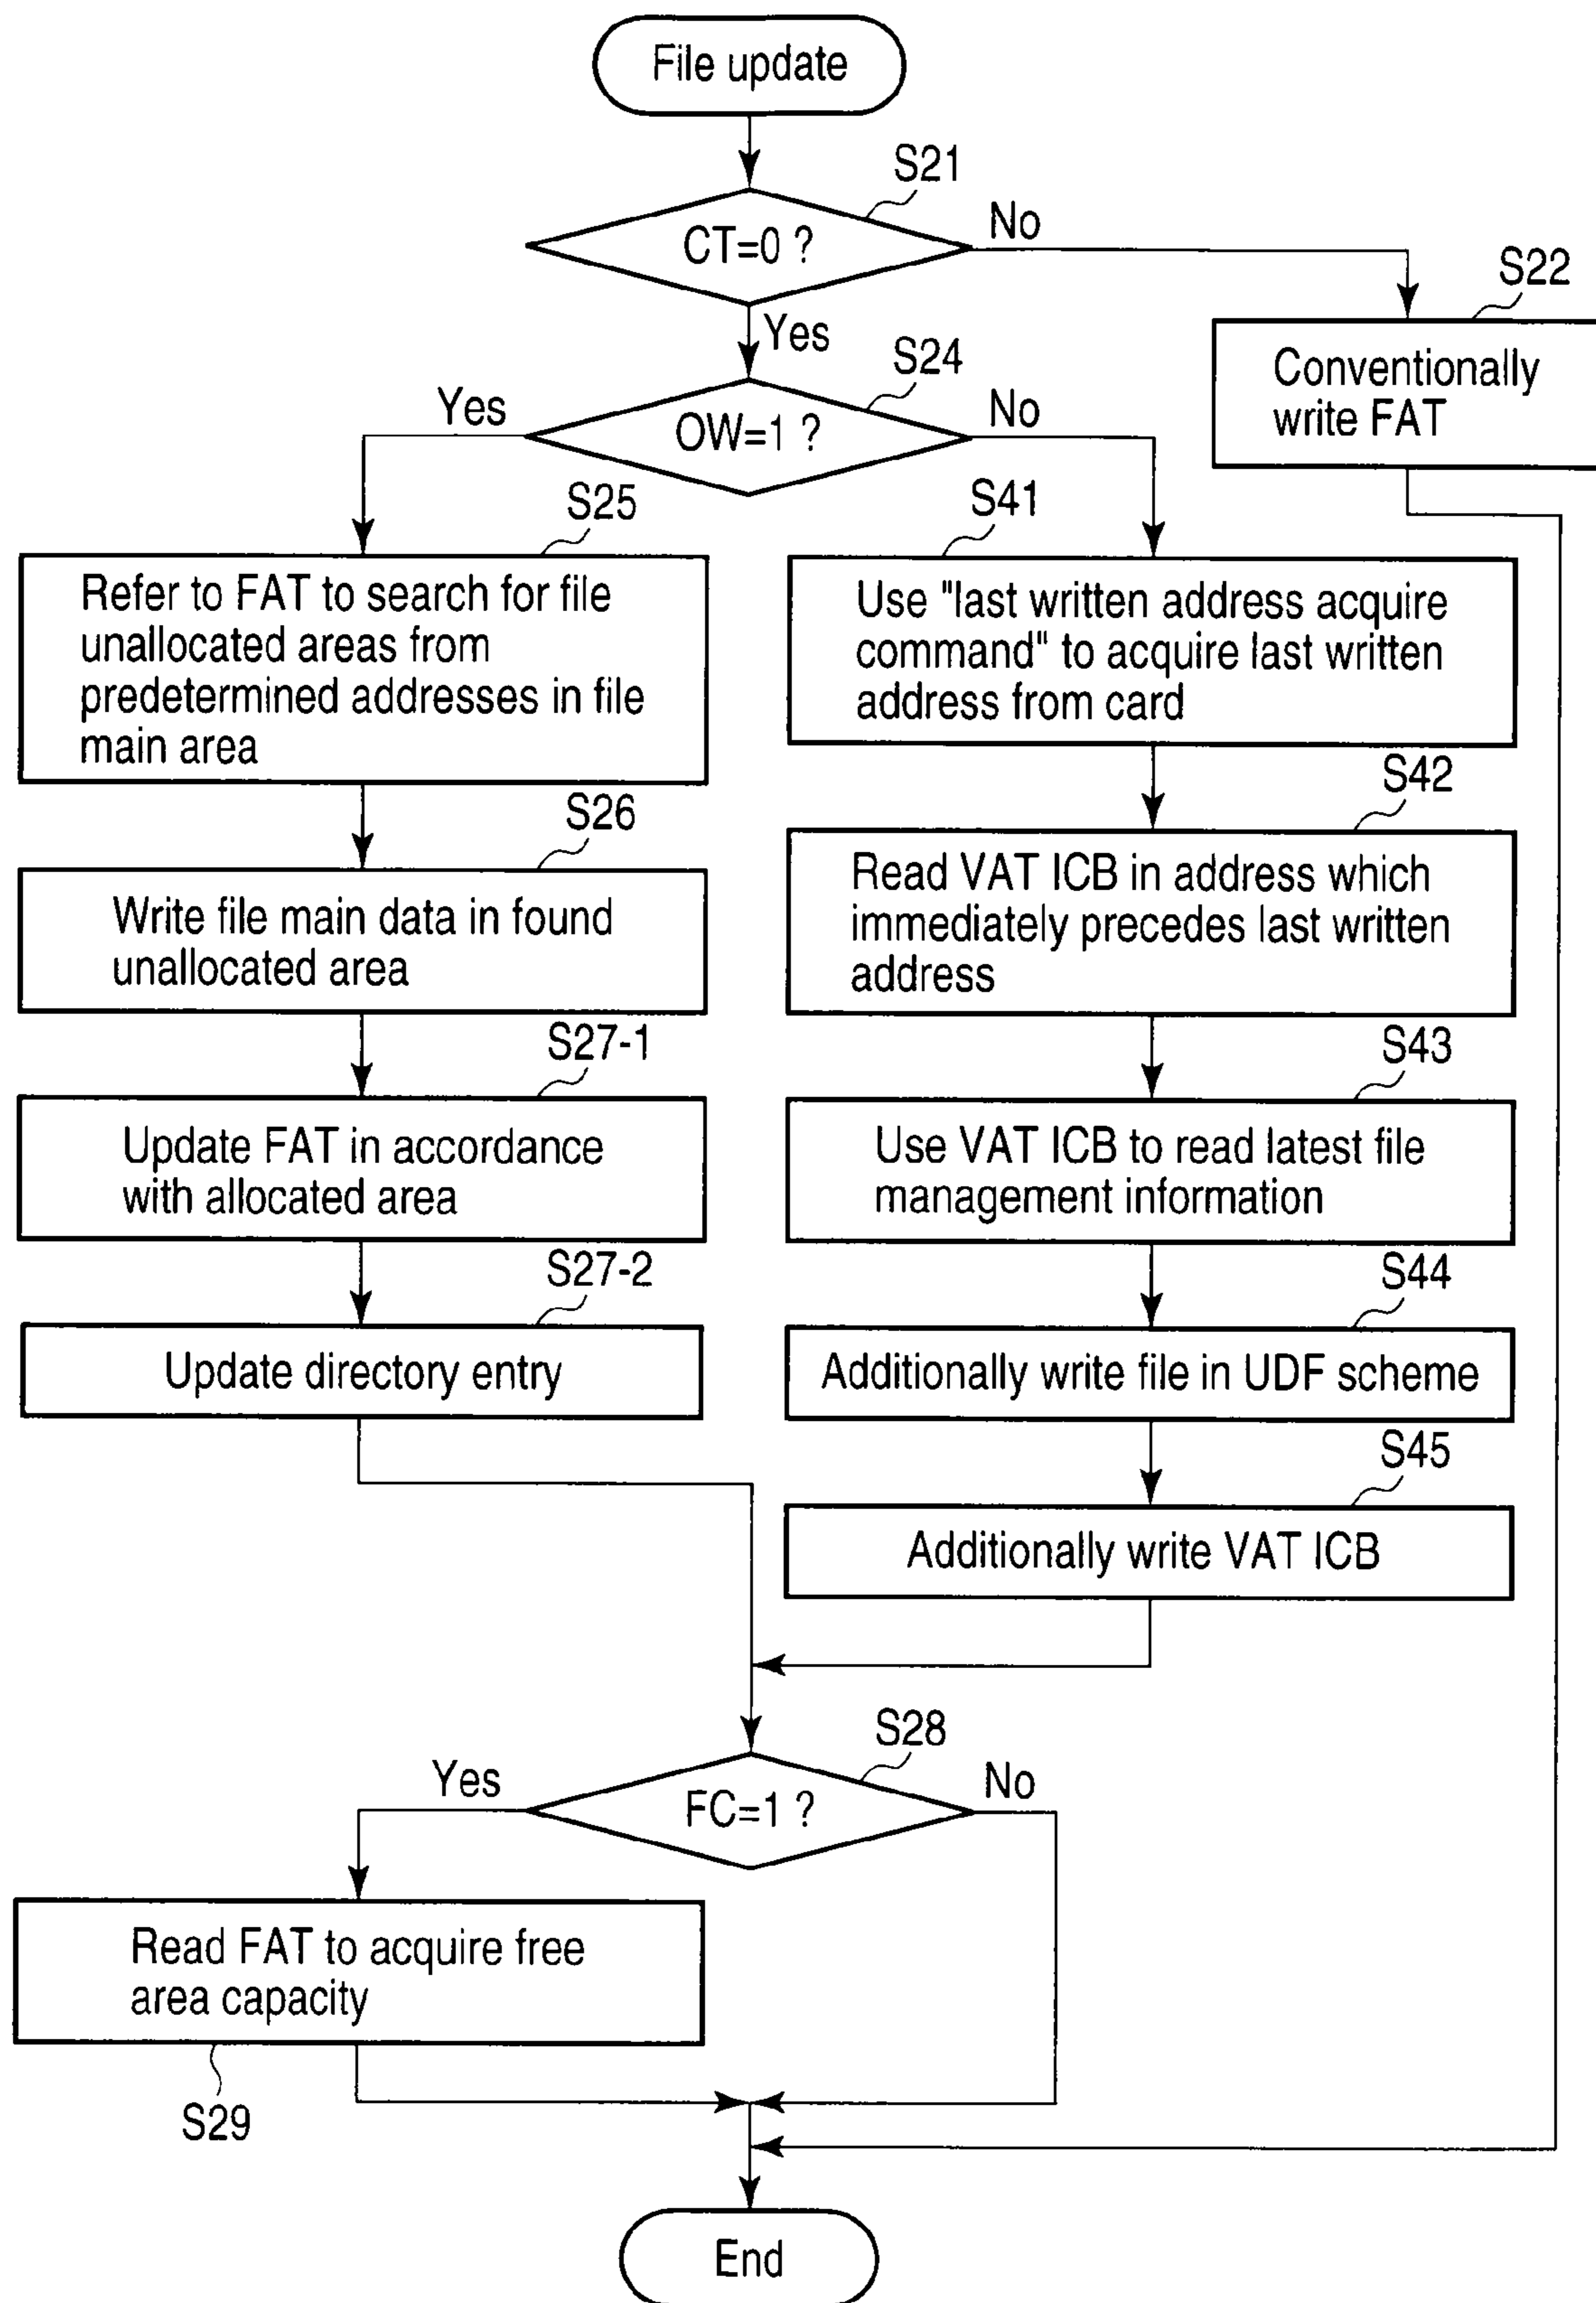 File update
S21
CT=0 ?
No
S22
Conventionally
write FAT
Yes
S24
OW=1 ?
Yes
No
S25
Refer to FAT to search for file
unallocated areas from
predetermined addresses in file
main area
S41
Use "last written address acquire
command" to acquire last written
address from card
S26
Write file main data in found
unallocated area
S42
Read VAT ICB in address which
immediately precedes last written
address
S27-1
Update FAT in accordance
with allocated area
S43
Use VAT ICB to read latest file
management information
S27-2
Update directory entry
S44
Additionally write file in UDF scheme
S45
Additionally write VAT ICB
S28
FC=1 ?
Yes
No
Read FAT to acquire free
area capacity
S29
End